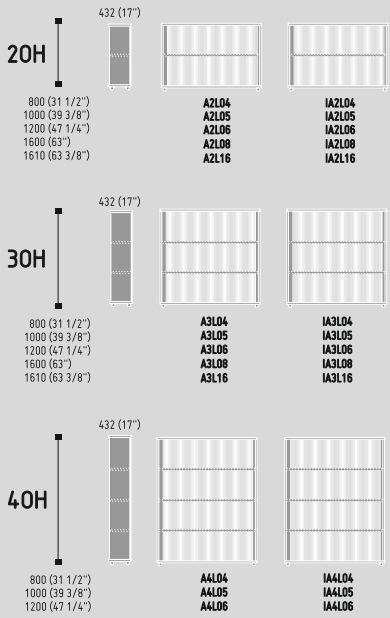 432 (17")
20H
800 (31 1/2") A2L04 IA2L04
1000 (39 3/8") A2L05 IA2L05
1200 (47 1/4") A2L06 IA2L06
1600 (63") A2L08 IA2L08
1610 (63 3/8") A2L16 IA2L16
432 (17")
30H
800 (31 1/2") A3L04 IA3L04
1000 (39 3/8") A3L05 IA3L05
1200 (47 1/4") A3L06 IA3L06
1600 (63") A3L08 IA3L08
1610 (63 3/8") A3L16 IA3L16
432 (17")
40H
800 (31 1/2") A4L04 IA4L04
1000 (39 3/8") A4L05 IA4L05
1200 (47 1/4") A4L06 IA4L06